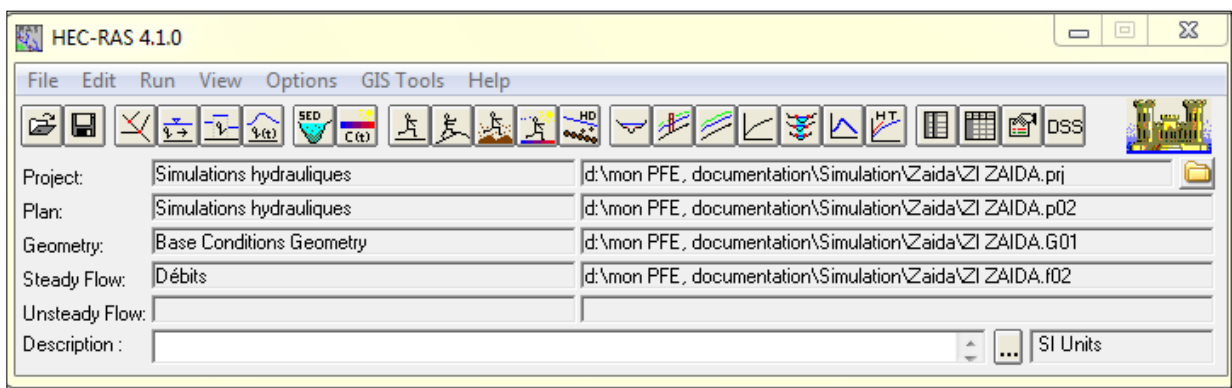 HEC-RAS 4.1.0
File Edit Run View Options GIS Tools Help
SED C(t) q(t) HD HT DSS
Project: Simulations hydrauliques d:\mon PFE, documentation\Simulation\Zaida\ZI ZAIDA.prj
Plan: Simulations hydrauliques d:\mon PFE, documentation\Simulation\Zaida\ZI ZAIDA.p02
Geometry: Base Conditions Geometry d:\mon PFE, documentation\Simulation\Zaida\ZI ZAIDA.G01
Steady Flow: Débits d:\mon PFE, documentation\Simulation\Zaida\ZI ZAIDA.f02
Unsteady Flow:
Description : ... SI Units